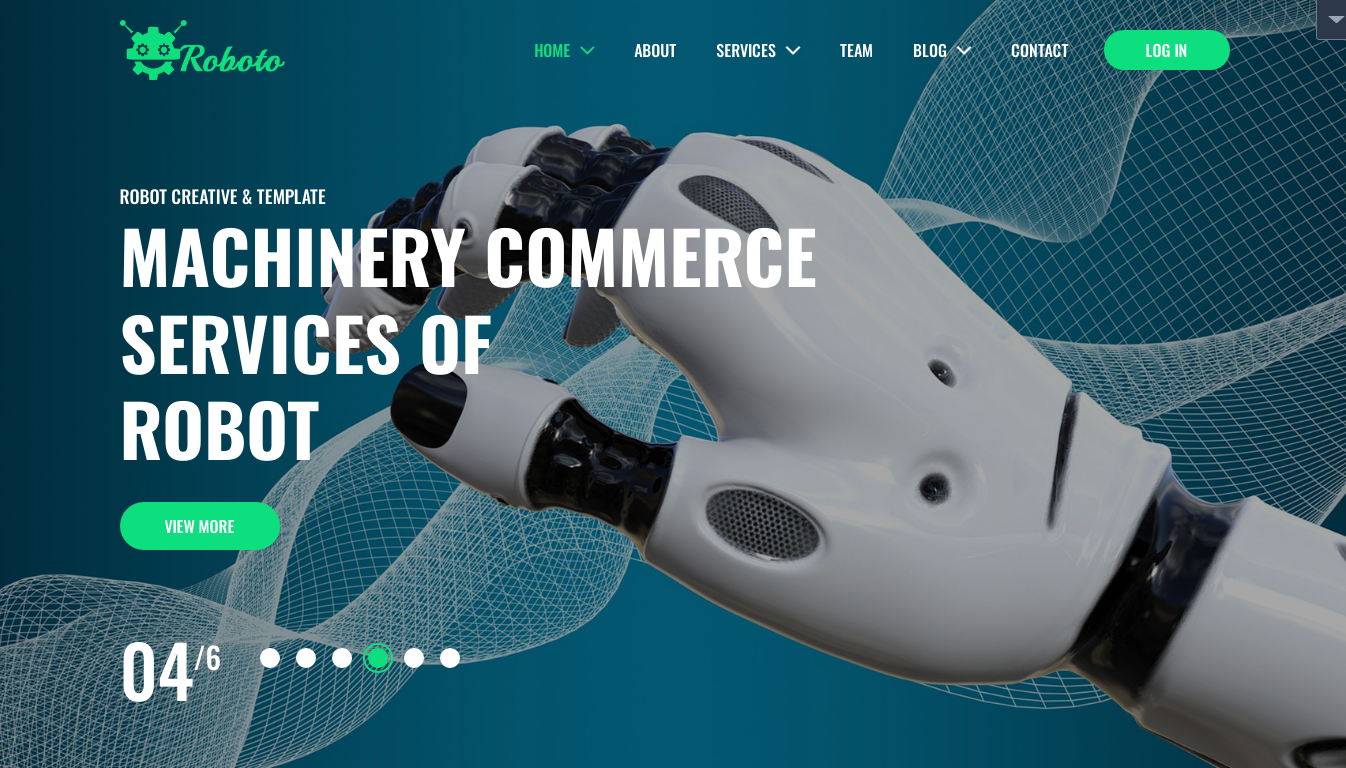 Roboto
HOME
ABOUT
SERVICES
TEAM
BLOG
CONTACT
LOG IN
ROBOT CREATIVE & TEMPLATE
MACHINERY COMMERCE
SERVICES OF
ROBOT
VIEW MORE
04/6